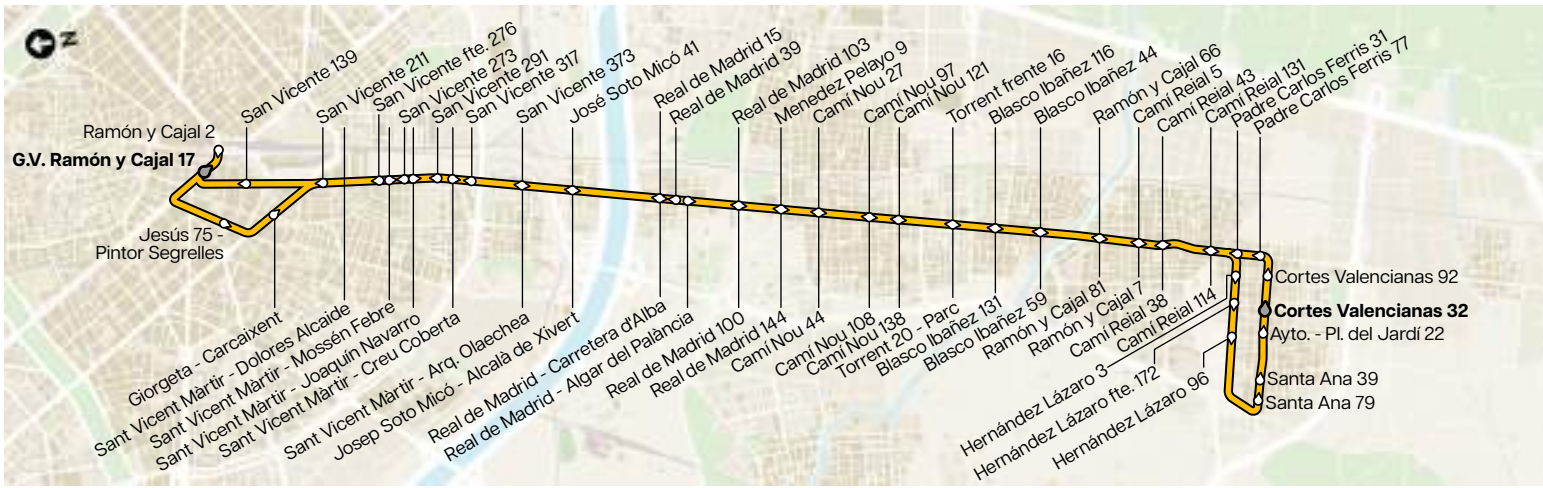 N
Ramón y Cajal 2
G.V. Ramón y Cajal 17
San Vicente 139
San Vicente 211
San Vicente fte. 276
San Vicente 273
San Vicente 291
San Vicente 317
San Vicente 373
José Soto Micó 41
Real de Madrid 15
Real de Madrid 39
Real de Madrid 103
Menedez Pelayo 9
Camí Nou 27
Camí Nou 97
Camí Nou 121
Torrent frente 16
Blasco Ibañez 116
Blasco Ibañez 44
Ramón y Cajal 66
Camí Reial 5
Camí Reial 43
Camí Reial 131
Padre Carlos Ferris 31
Padre Carlos Ferris 77
Jesús 75 -
Pintor Segrelles
Giorgeta - Carcaixent
Sant Vicent Màrtir - Dolores Alcaide
Sant Vicent Màrtir - Mossén Febre
Sant Vicent Màrtir - Joaquín Navarro
Sant Vicent Màrtir - Creu Coberta
Sant Vicent Màrtir - Arq. Olaechea
Josep Soto Micó - Alcalà de Xivert
Real de Madrid - Carretera d'Alba
Real de Madrid - Algar del Palància
Real de Madrid 100
Real de Madrid 144
Camí Nou 44
Camí Nou 108
Camí Nou 138
Torrent 20 - Parc
Blasco Ibañez 131
Blasco Ibañez 59
Ramón y Cajal 81
Ramón y Cajal 7
Camí Reial 38
Camí Reial 114
Hernández Lázaro 3
Hernández Lázaro fte. 172
Hernández Lázaro 96
Cortes Valencianas 92
Cortes Valencianas 32
Ayto. - Pl. del Jardí 22
Santa Ana 39
Santa Ana 79